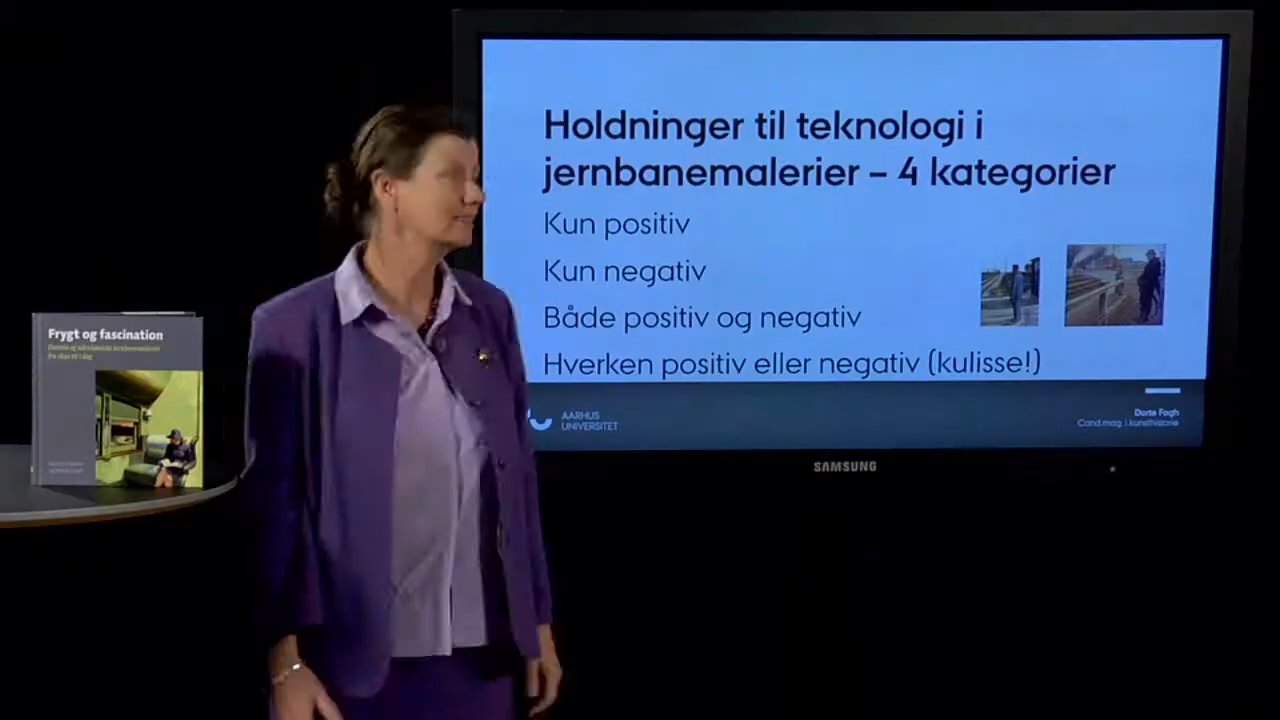 Holdninger til teknologi i
jernbanemalerier – 4 kategorier
Kun positiv
Kun negativ
Både positiv og negativ
Hverken positiv eller negativ (kulisse!)
AARHUS
UNIVERSITET
Dorte Fogh
Cand.mag. i kunsthistorie
SAMSUNG
Frygt og fascination